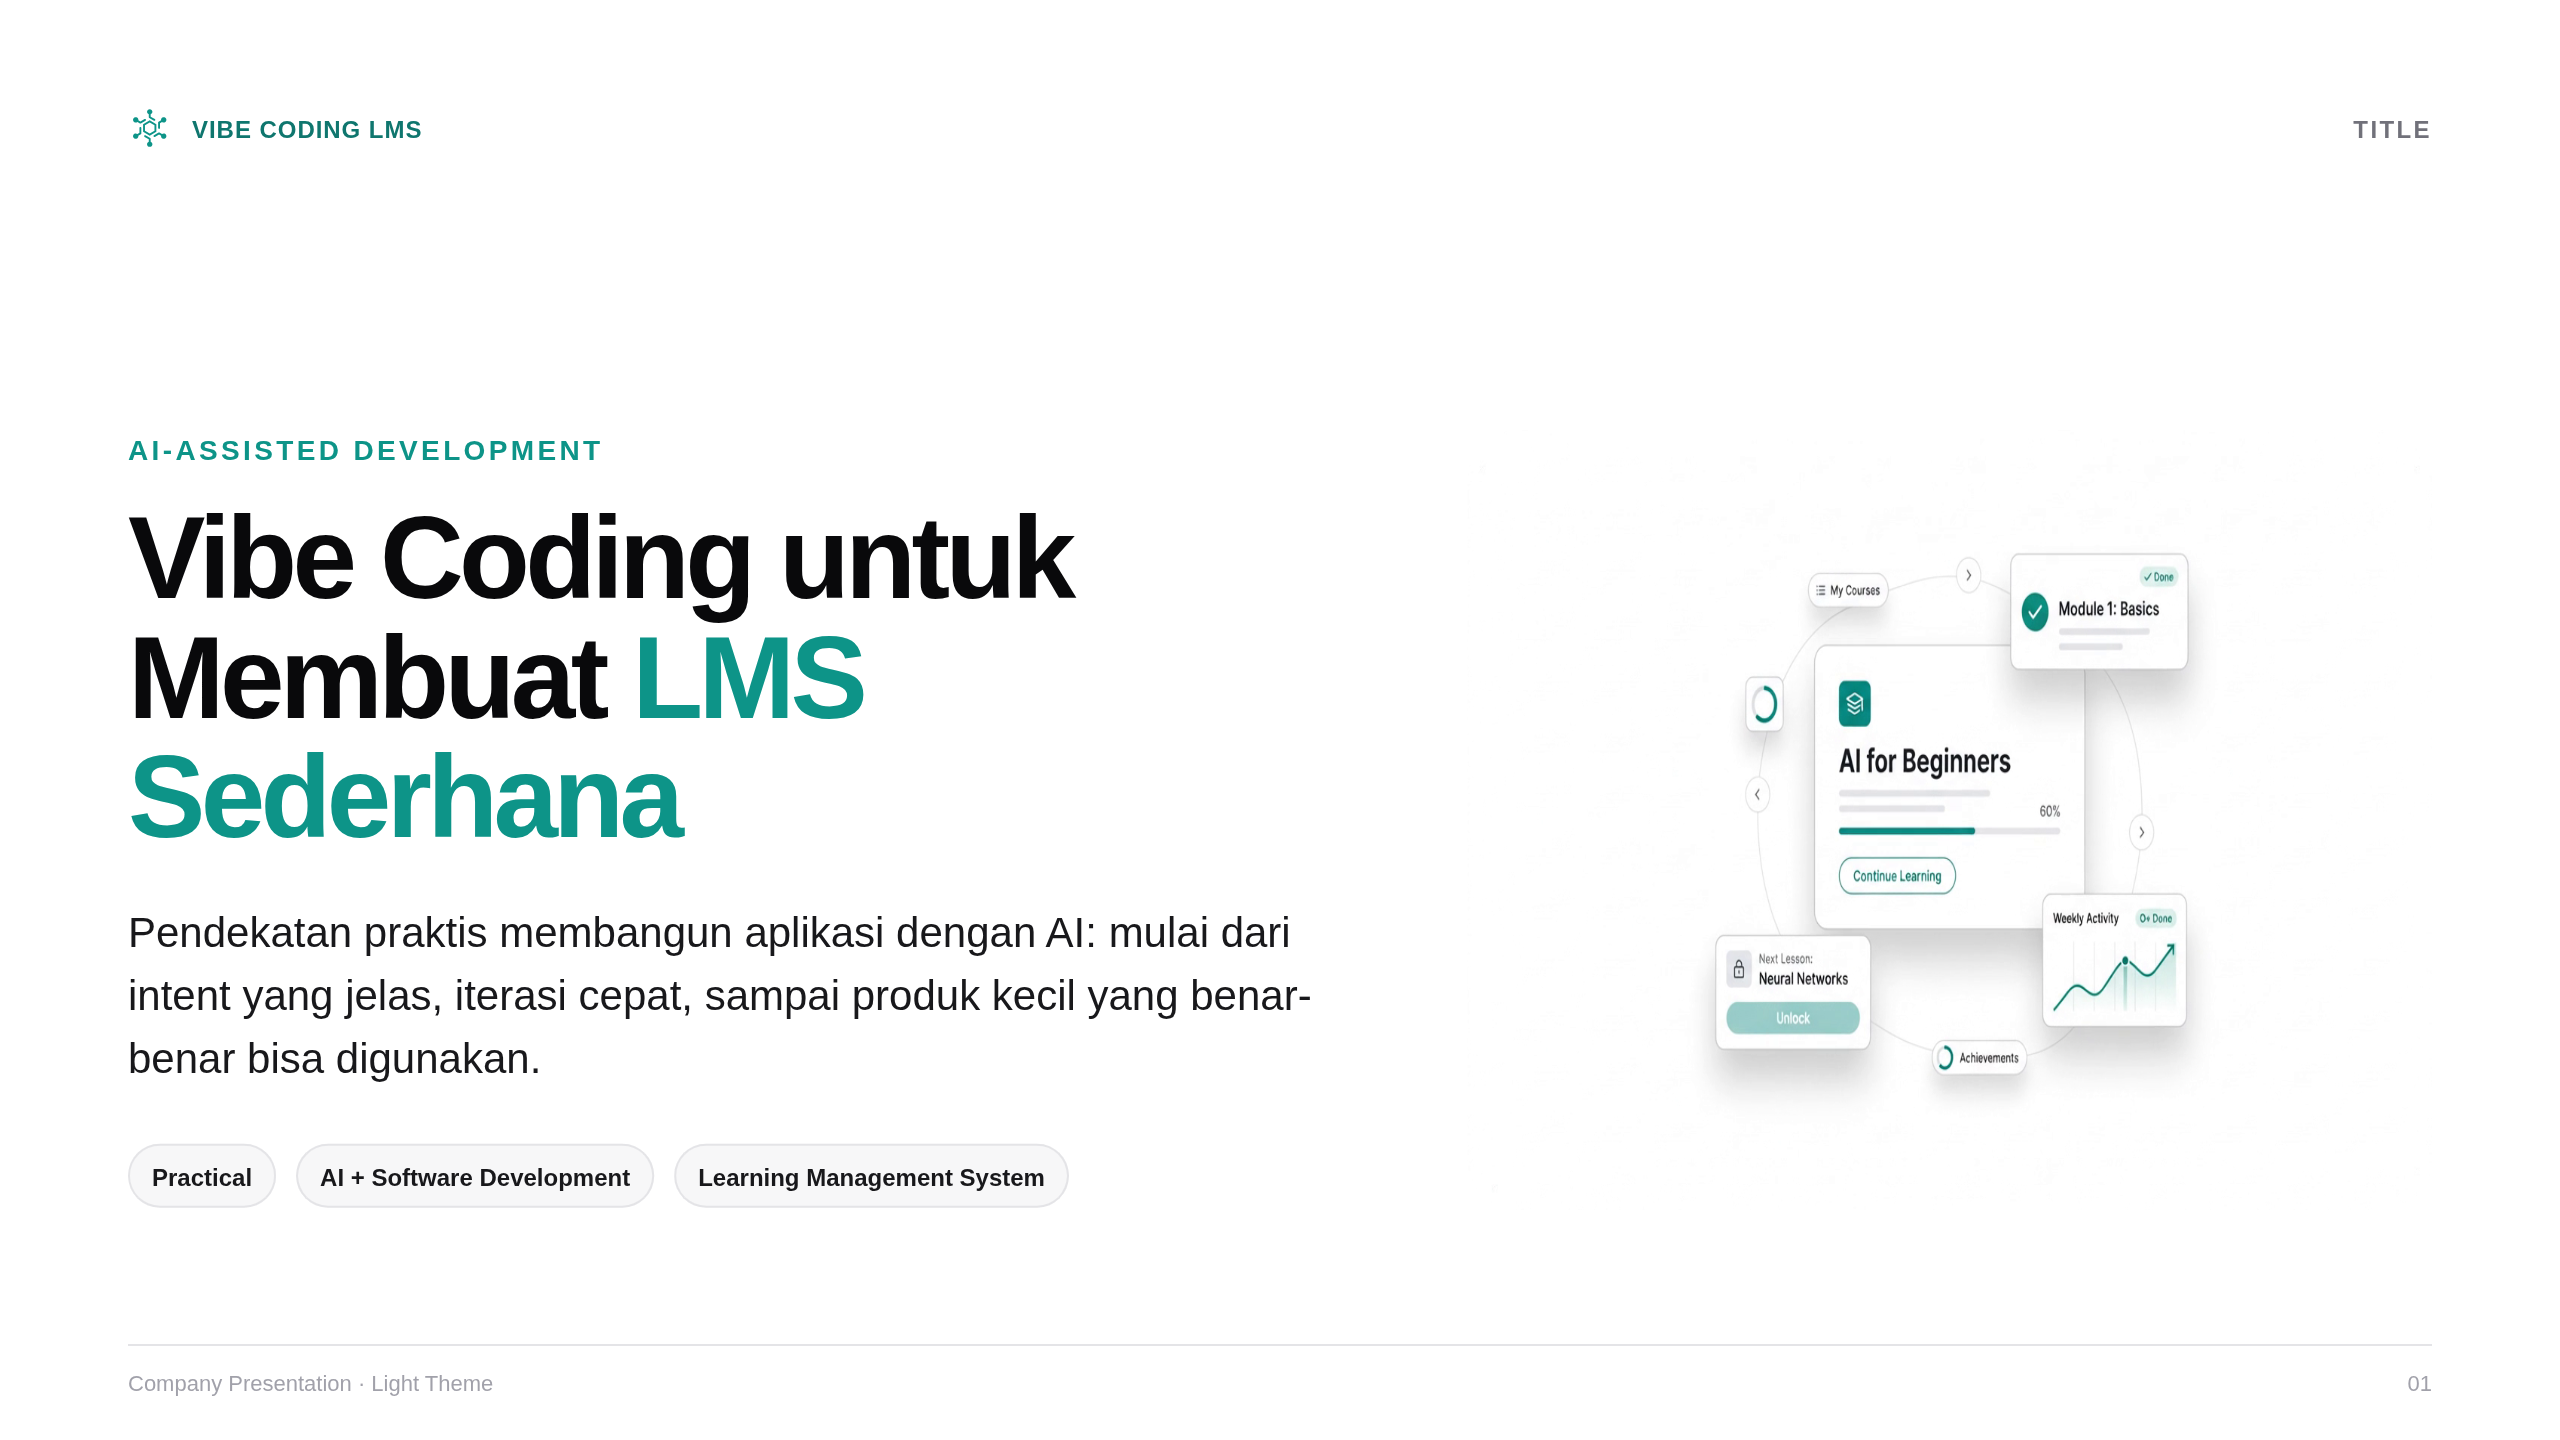 VIBE CODING LMS
TITLE
AI-ASSISTED DEVELOPMENT
Vibe Coding untuk
Membuat LMS
Sederhana
Pendekatan praktis membangun aplikasi dengan AI: mulai dari
intent yang jelas, iterasi cepat, sampai produk kecil yang benar-
benar bisa digunakan.
Practical
AI + Software Development
Learning Management System
My Courses
Done
Module 1: Basics
AI for Beginners
60%
Continue Learning
Weekly Activity
Done
Next Lesson:
Neural Networks
Unlock
Achievements
Company Presentation · Light Theme
01